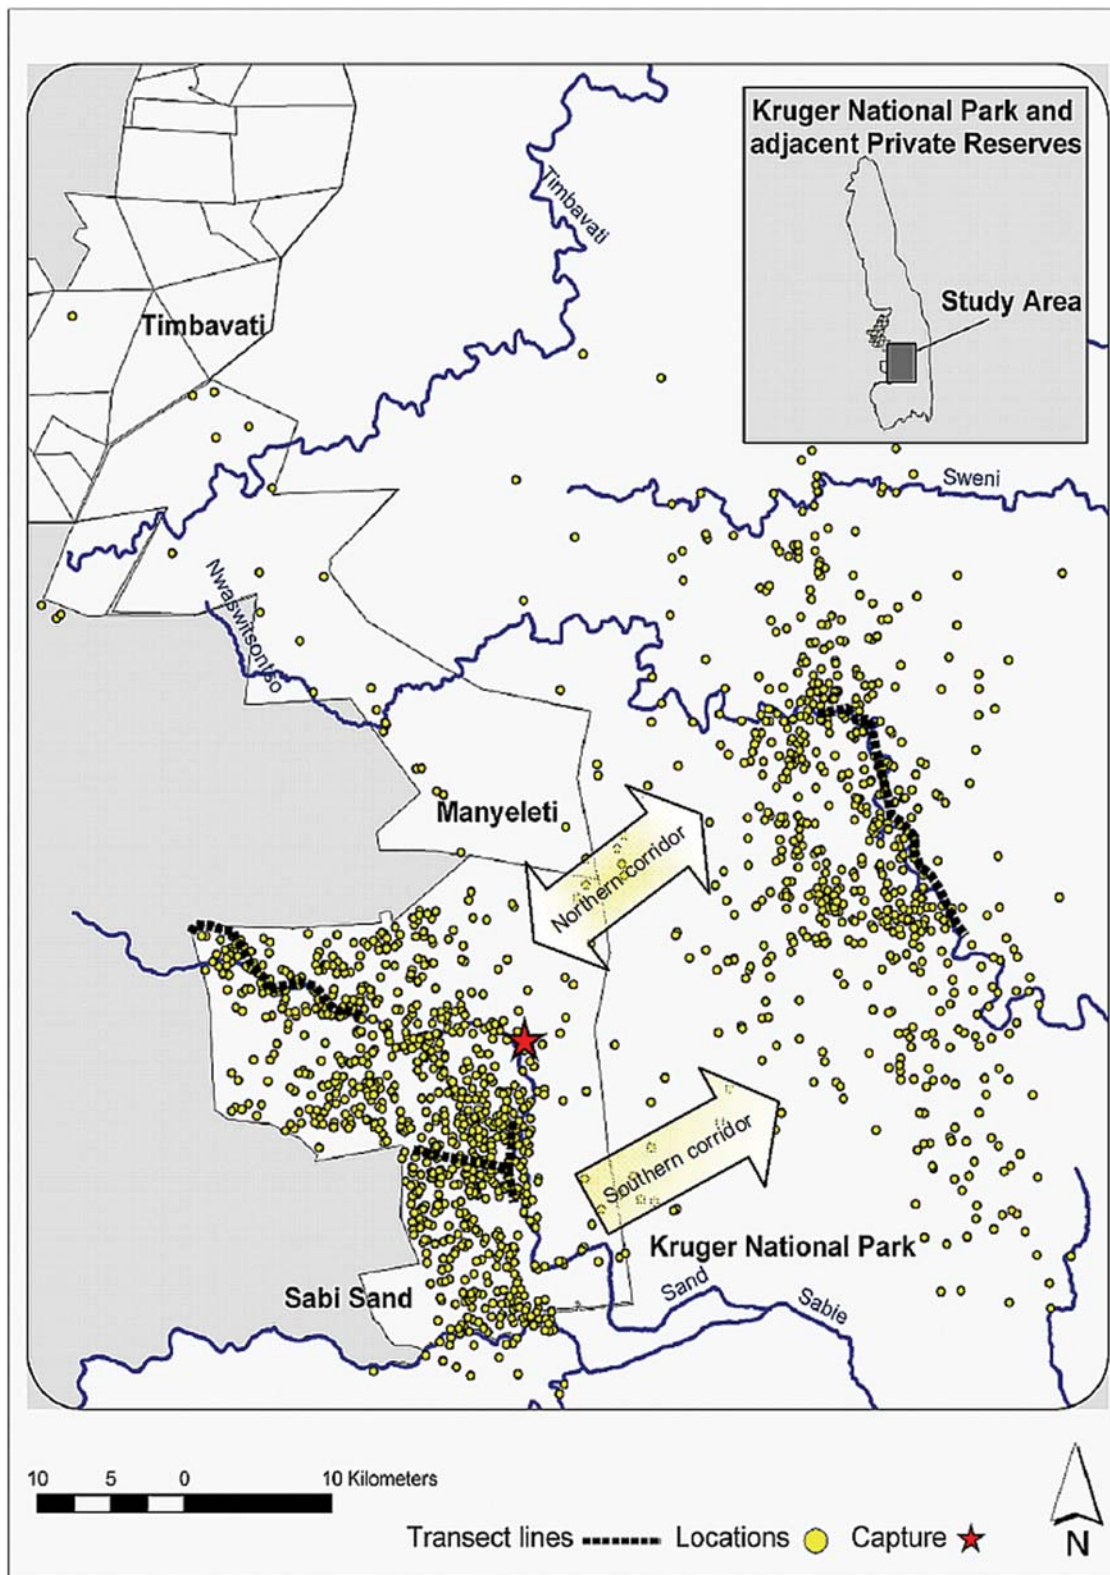 Kruger National Park and
adjacent Private Reserves
Study Area
Timbavati
Timbavati
Sweni
Nwaswitsontso
Manyeleti
Northern corridor
Southern corridor
Kruger National Park
Sabi Sand
Sand
Sabie
10 5 0 10 Kilometers
Transect lines Locations Capture
N